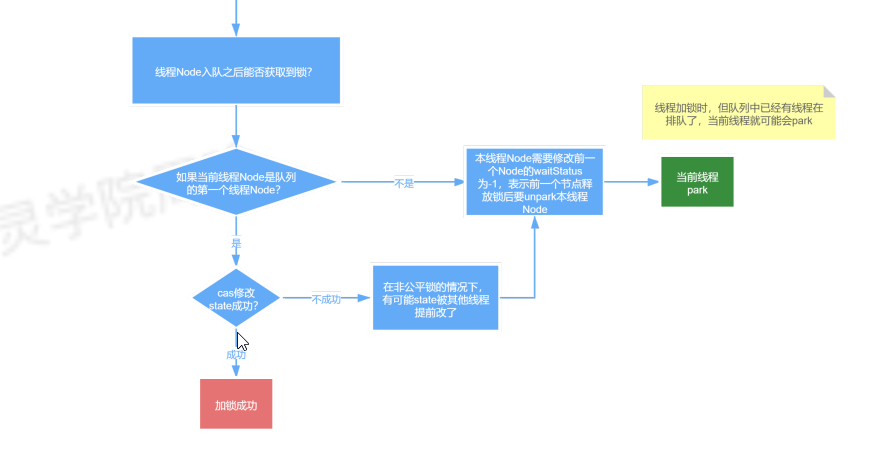 线程Node入队之后能否获取到锁？
线程加锁时，但队列中已经有线程在
排队了，当前线程就可能会park
如果当前线程Node是队列
的第一个线程Node？
不是
本线程Node需要修改前一
个Node的waitStatus
为-1，表示前一个节点释
放锁后要unpark本线程
Node
当前线程
park
是
cas修改
state成功？
不成功
在非公平锁的情况下，
有可能state被其他线程
提前改了
成功
加锁成功
灵学院